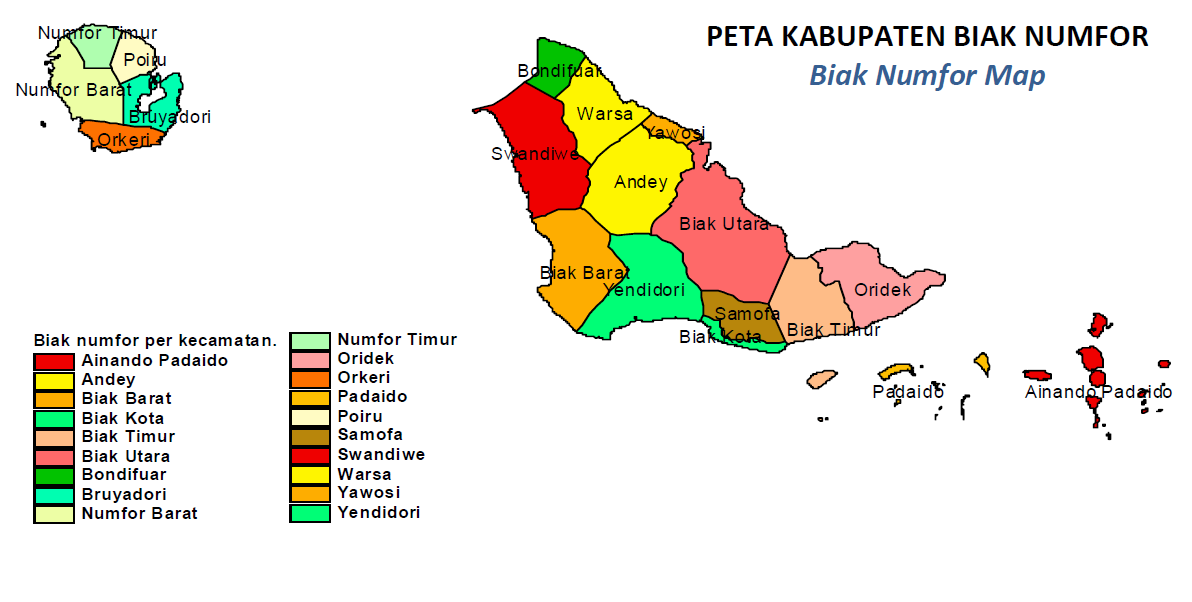 PETA KABUPATEN BIAK NUMFOR
Biak Numfor Map
Numfor Timur
Poiru
Numfor Barat
Bruyadori
Orkeri
Bondifuar
Warsa
Yawosi
Swandiwe
Andey
Biak Utara
Biak Barat
Yendidori
Oridek
Samofa
Biak Kota
Biak Timur
Padaido
Ainando Padaido
Biak numfor per kecamatan.
Ainando Padaido
Andey
Biak Barat
Biak Kota
Biak Timur
Biak Utara
Bondifuar
Bruyadori
Numfor Barat
Numfor Timur
Oridek
Orkeri
Padaido
Poiru
Samofa
Swandiwe
Warsa
Yawosi
Yendidori